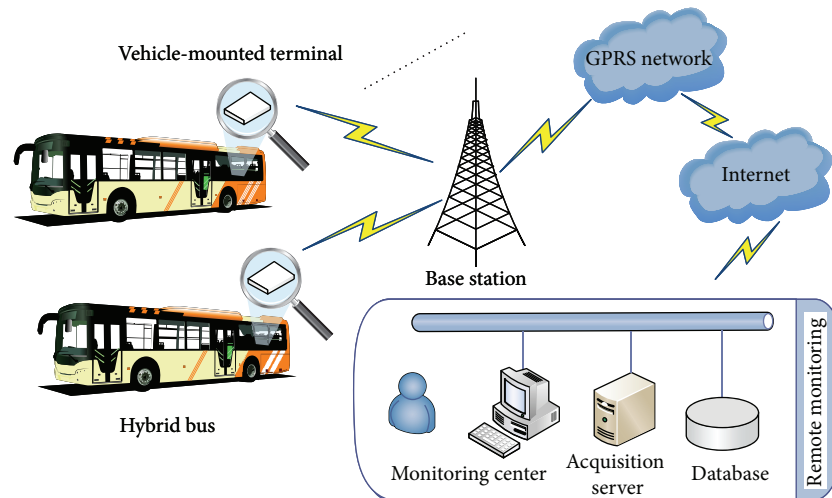 Vehicle-mounted terminal
GPRS network
Internet
Base station
Hybrid bus
Monitoring center
Acquisition
server
Database
Remote monitoring